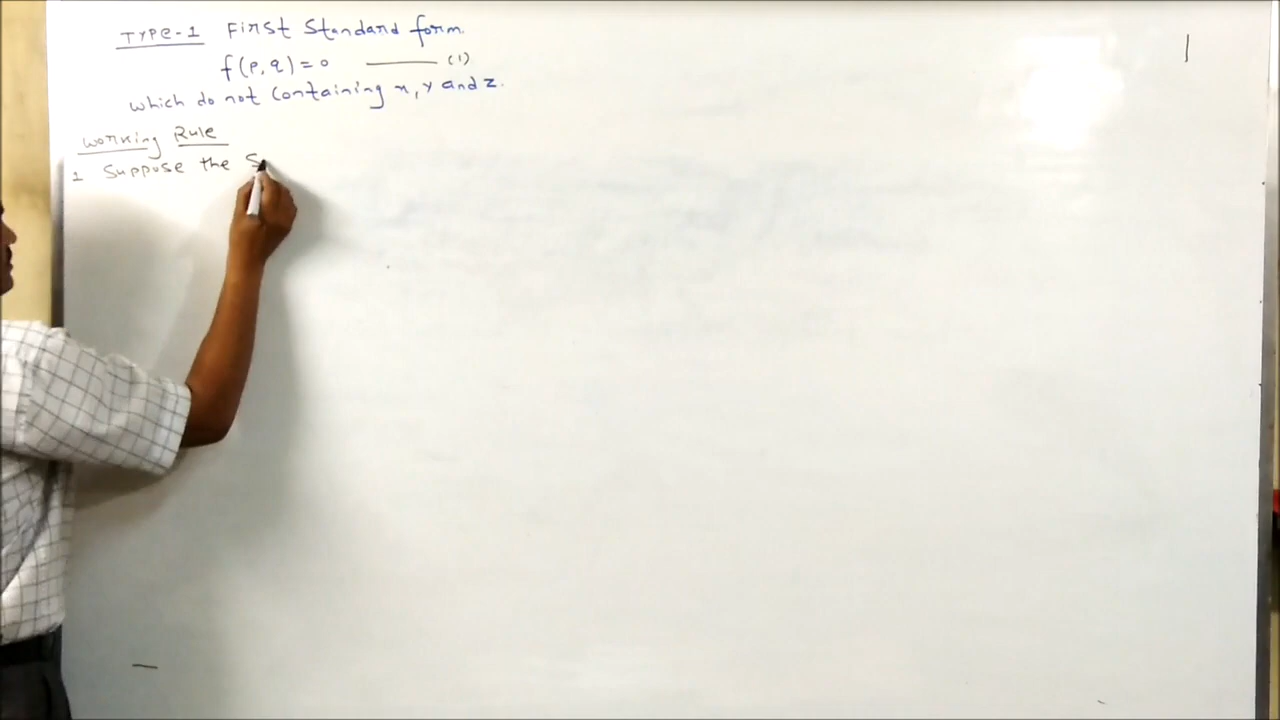 TYPE-1 First Standard form
f(p,q)=0 ——— (1)
which do not containing x, y and z.
Working Rule
1 Suppose the S